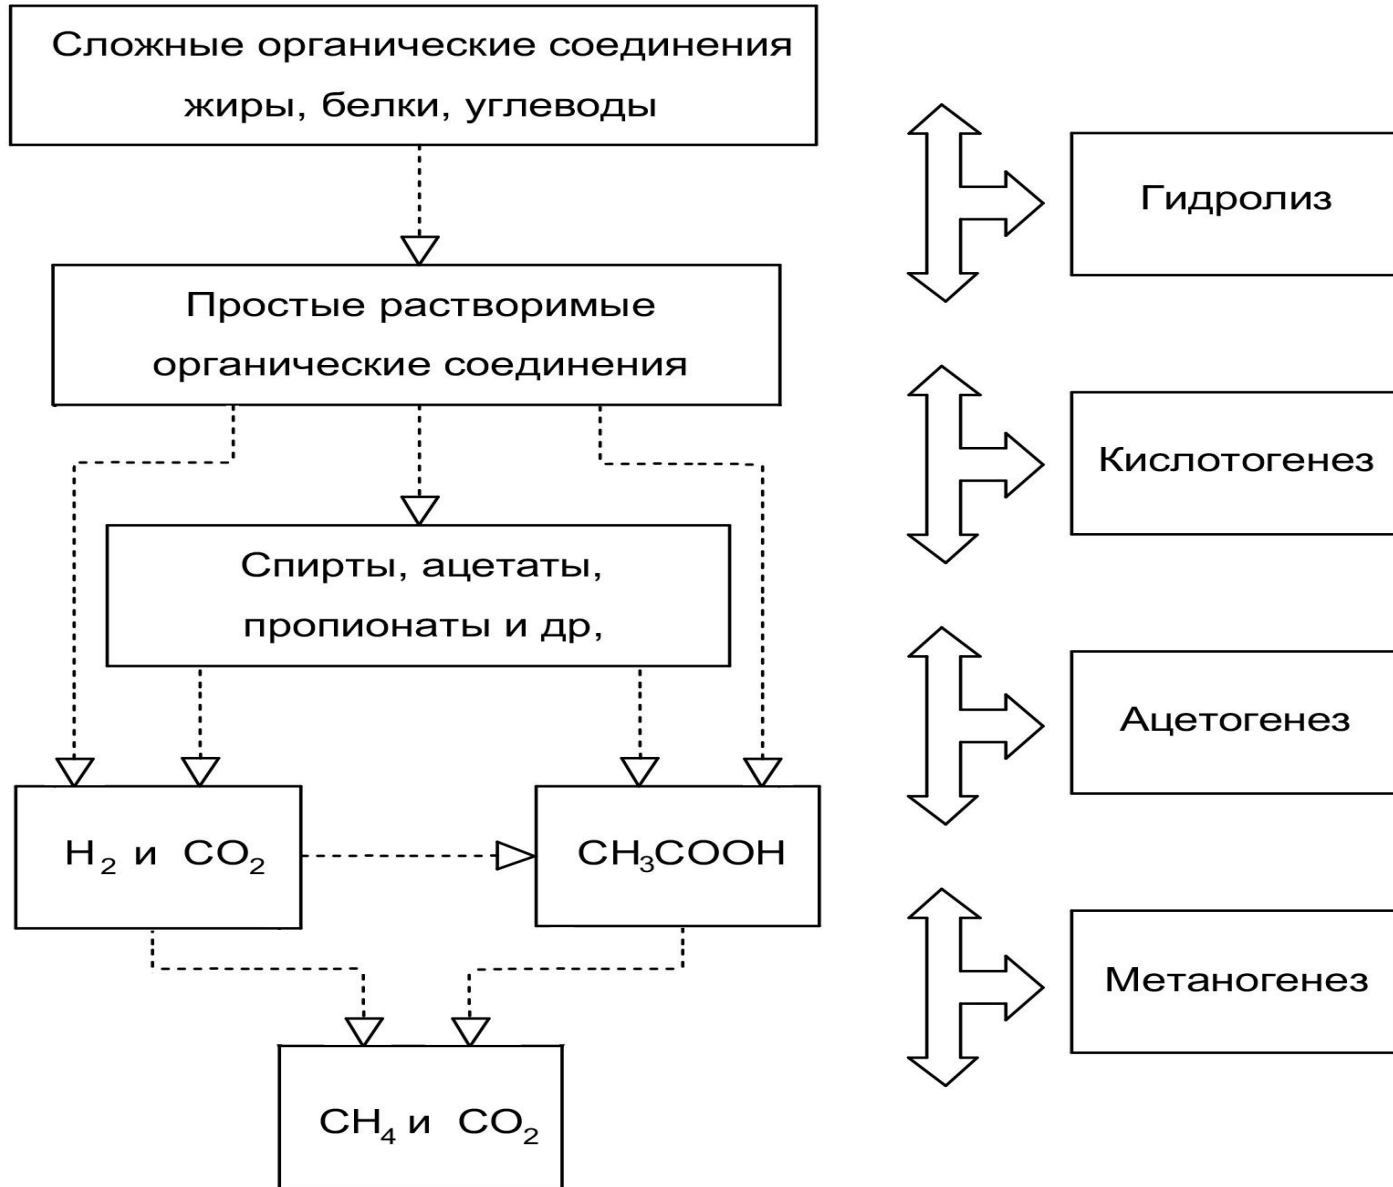 Сложные органические соединения
жиры, белки, углеводы
Гидролиз
Простые растворимые
органические соединения
Кислотогенез
Спирты, ацетаты,
пропионаты и др,
Ацетогенез
H₂ и CO₂
CH₃COOH
Метаногенез
CH₄ и CO₂